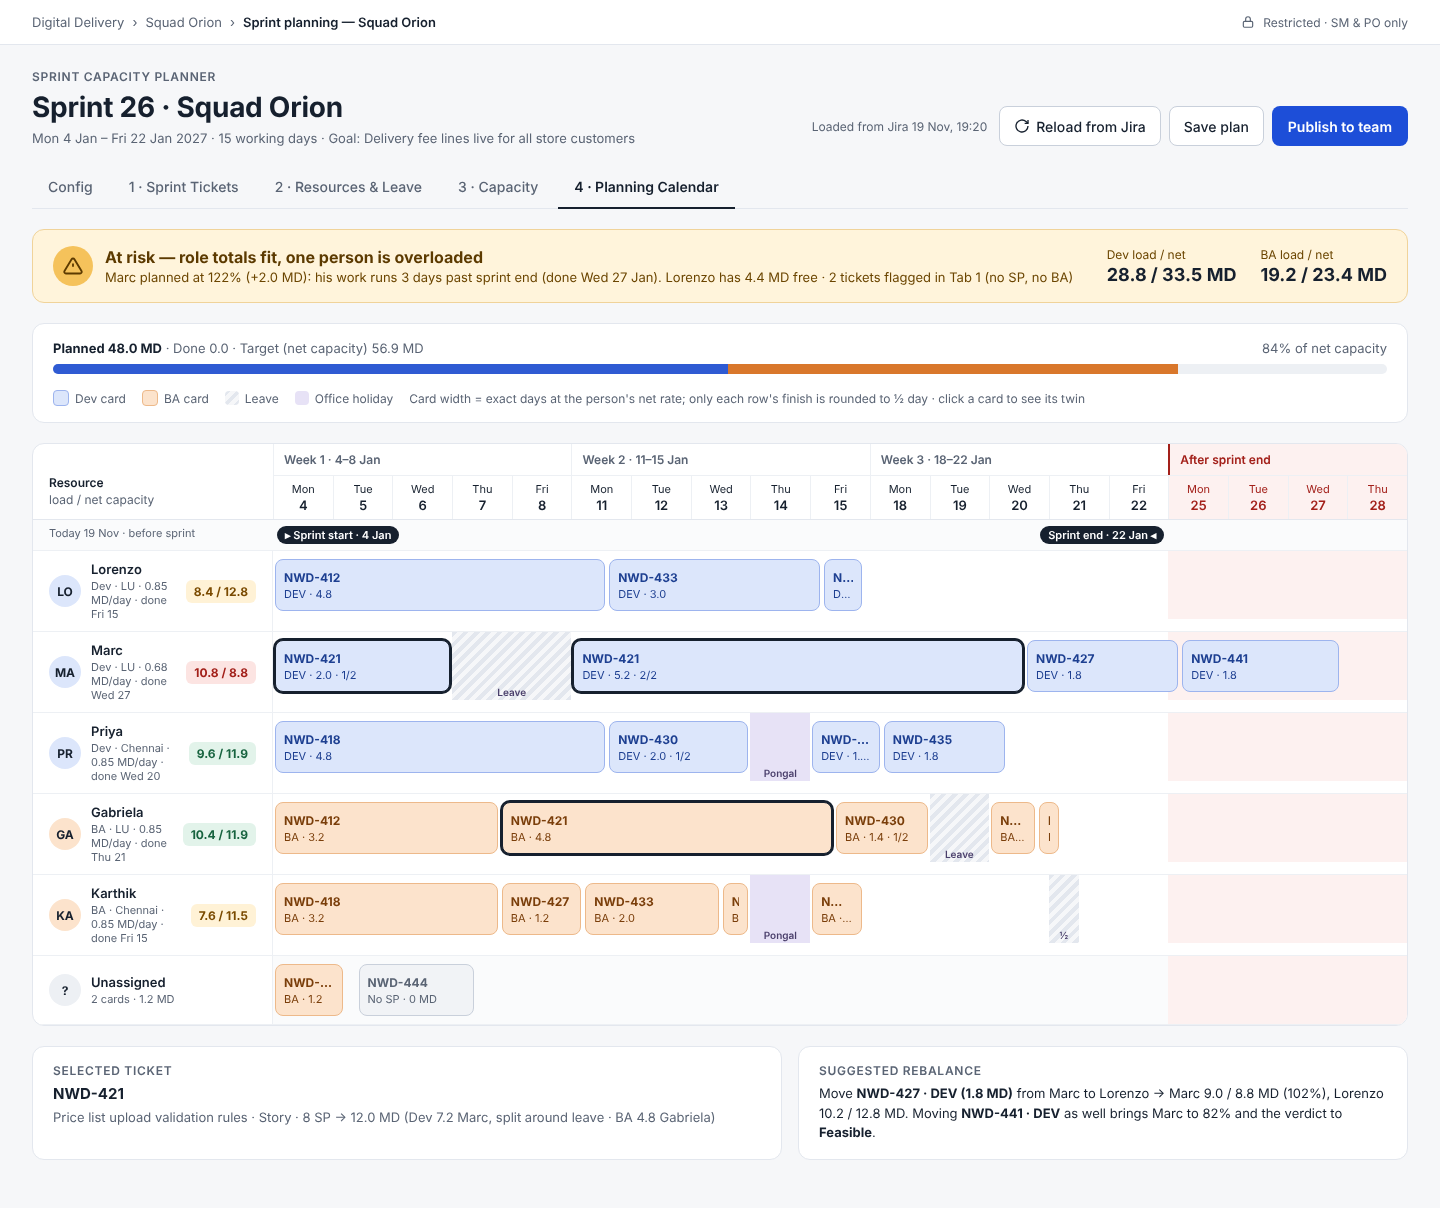 Digital Delivery › Squad Orion › Sprint planning — Squad Orion
Restricted · SM & PO only
SPRINT CAPACITY PLANNER
Sprint 26 · Squad Orion
Mon 4 Jan – Fri 22 Jan 2027 · 15 working days · Goal: Delivery fee lines live for all store customers
Loaded from Jira 19 Nov, 19:20
Reload from Jira
Save plan
Publish to team
Config
1 · Sprint Tickets
2 · Resources & Leave
3 · Capacity
4 · Planning Calendar
At risk — role totals fit, one person is overloaded
Marc planned at 122% (+2.0 MD): his work runs 3 days past sprint end (done Wed 27 Jan). Lorenzo has 4.4 MD free · 2 tickets flagged in Tab 1 (no SP, no BA)
Dev load / net
28.8 / 33.5 MD
BA load / net
19.2 / 23.4 MD
Planned 48.0 MD · Done 0.0 · Target (net capacity) 56.9 MD
84% of net capacity
Dev card
BA card
Leave
Office holiday
Card width = exact days at the person's net rate; only each row's finish is rounded to ½ day · click a card to see its twin
Resource
load / net capacity
Week 1 · 4–8 Jan
Week 2 · 11–15 Jan
Week 3 · 18–22 Jan
After sprint end
Mon Tue Wed Thu Fri Mon Tue Wed Thu Fri Mon Tue Wed Thu Fri Mon Tue Wed Thu
4 5 6 7 8 11 12 13 14 15 18 19 20 21 22 25 26 27 28
Today 19 Nov · before sprint
▸ Sprint start · 4 Jan
Sprint end · 22 Jan ◂
LO
Lorenzo
Dev · LU · 0.85
MD/day · done
Fri 15
8.4 / 12.8
NWD-412
DEV · 4.8
NWD-433
DEV · 3.0
N…
D…
MA
Marc
Dev · LU · 0.68
MD/day · done
Wed 27
10.8 / 8.8
NWD-421
DEV · 2.0 · 1/2
Leave
NWD-421
DEV · 5.2 · 2/2
NWD-427
DEV · 1.8
NWD-441
DEV · 1.8
PR
Priya
Dev · Chennai ·
0.85 MD/day ·
done Wed 20
9.6 / 11.9
NWD-418
DEV · 4.8
NWD-430
DEV · 2.0 · 1/2
Pongal
NWD-…
DEV · 1.…
NWD-435
DEV · 1.8
GA
Gabriela
BA · LU · 0.85
MD/day · done
Thu 21
10.4 / 11.9
NWD-412
BA · 3.2
NWD-421
BA · 4.8
NWD-430
BA · 1.4 · 1/2
Leave
N…
BA…
KA
Karthik
BA · Chennai ·
0.85 MD/day ·
done Fri 15
7.6 / 11.5
NWD-418
BA · 3.2
NWD-427
BA · 1.2
NWD-433
BA · 2.0
N
B
Pongal
N…
BA ·…
½
?
Unassigned
2 cards · 1.2 MD
NWD-…
BA · 1.2
NWD-444
No SP · 0 MD
SELECTED TICKET
NWD-421
Price list upload validation rules · Story · 8 SP → 12.0 MD (Dev 7.2 Marc, split around leave · BA 4.8 Gabriela)
SUGGESTED REBALANCE
Move NWD-427 · DEV (1.8 MD) from Marc to Lorenzo → Marc 9.0 / 8.8 MD (102%), Lorenzo
10.2 / 12.8 MD. Moving NWD-441 · DEV as well brings Marc to 82% and the verdict to
Feasible.